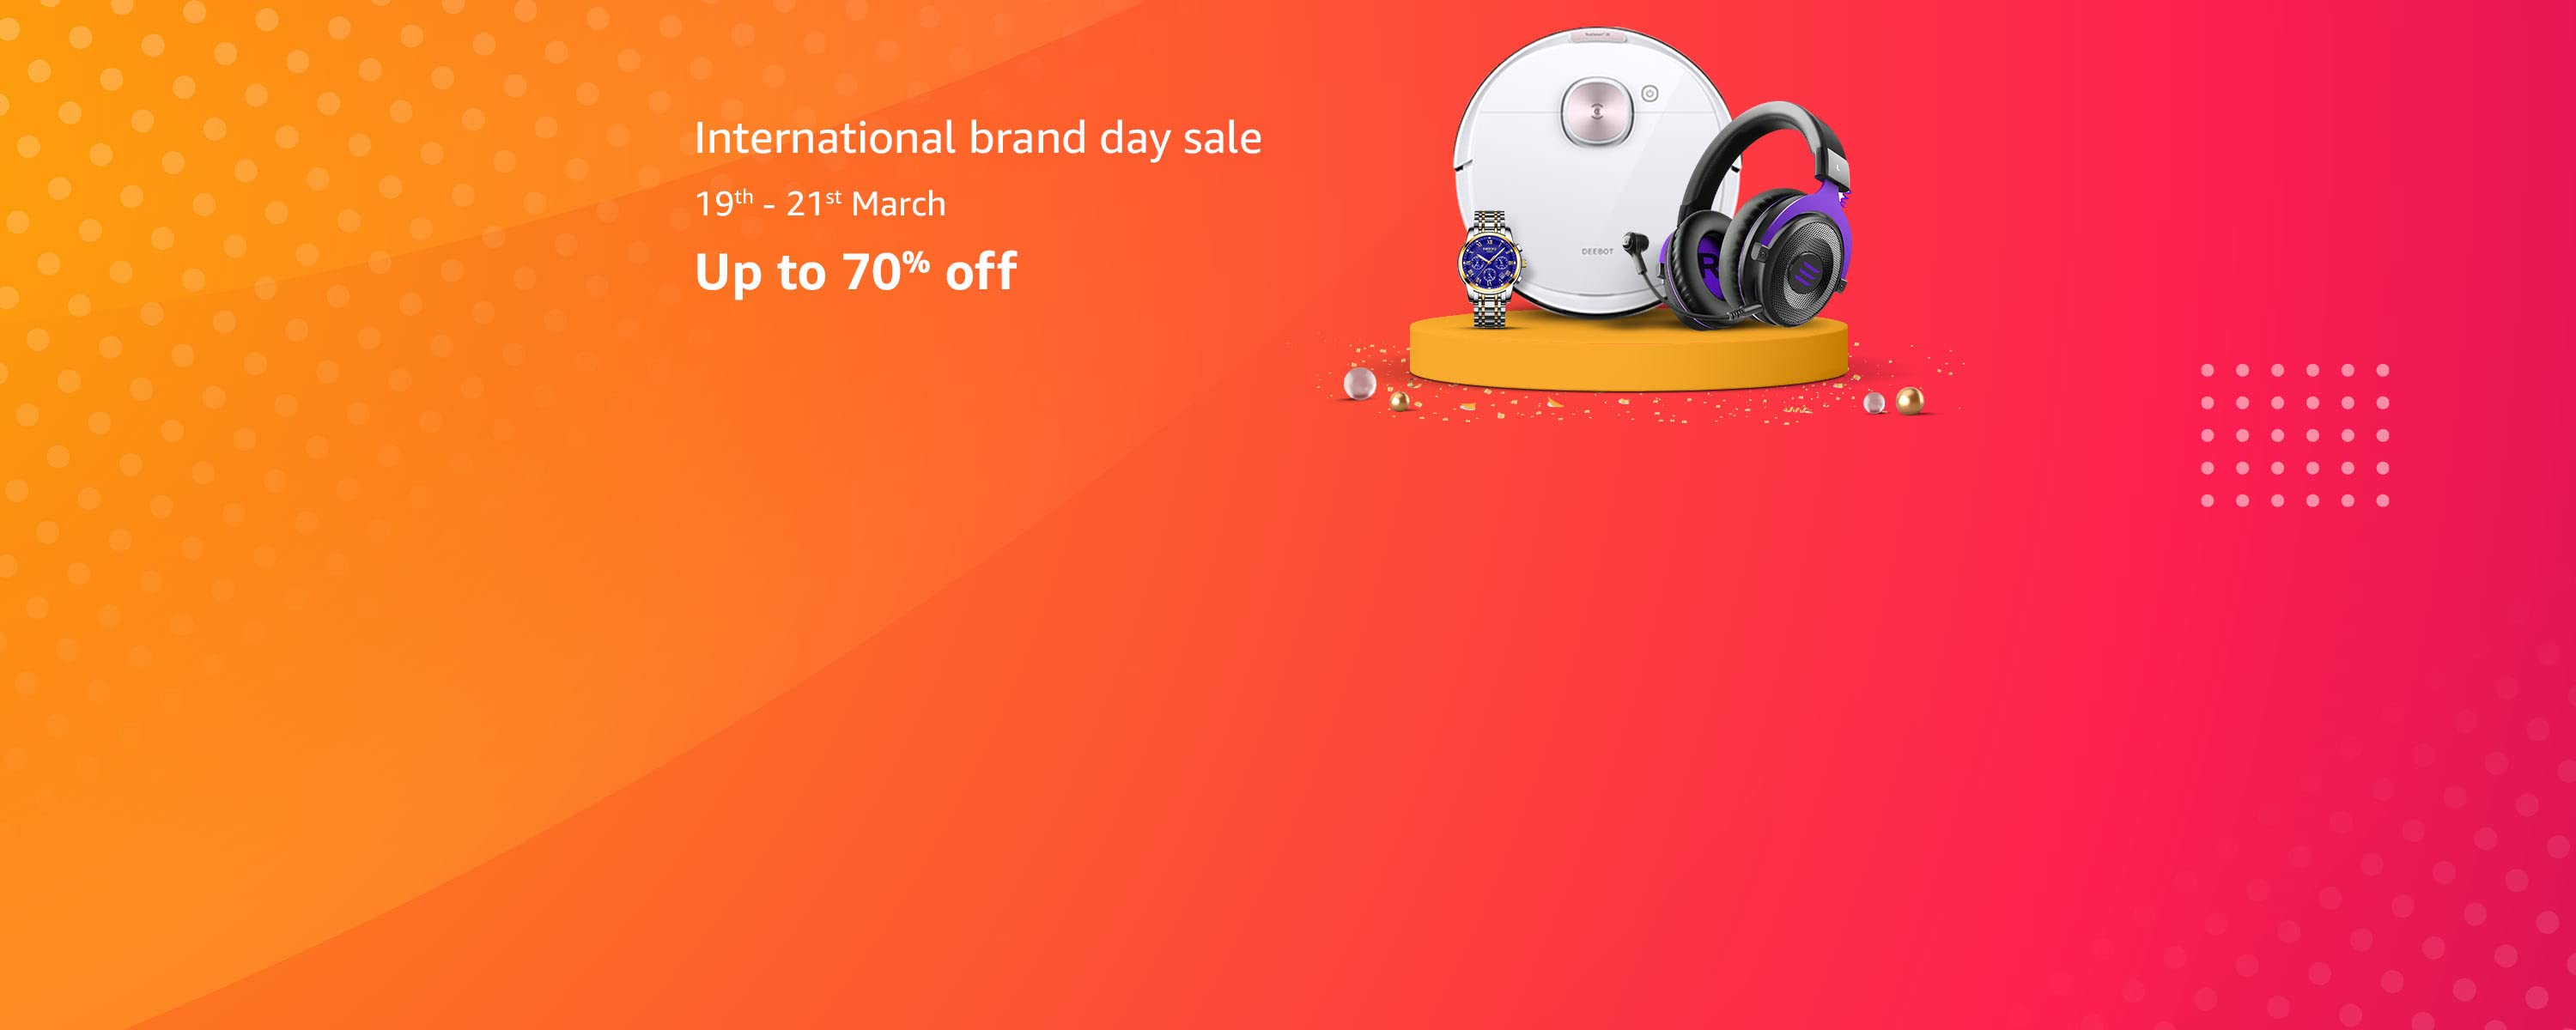 International brand day sale
19th - 21st March
Up to 70% off
DEEBOT
R